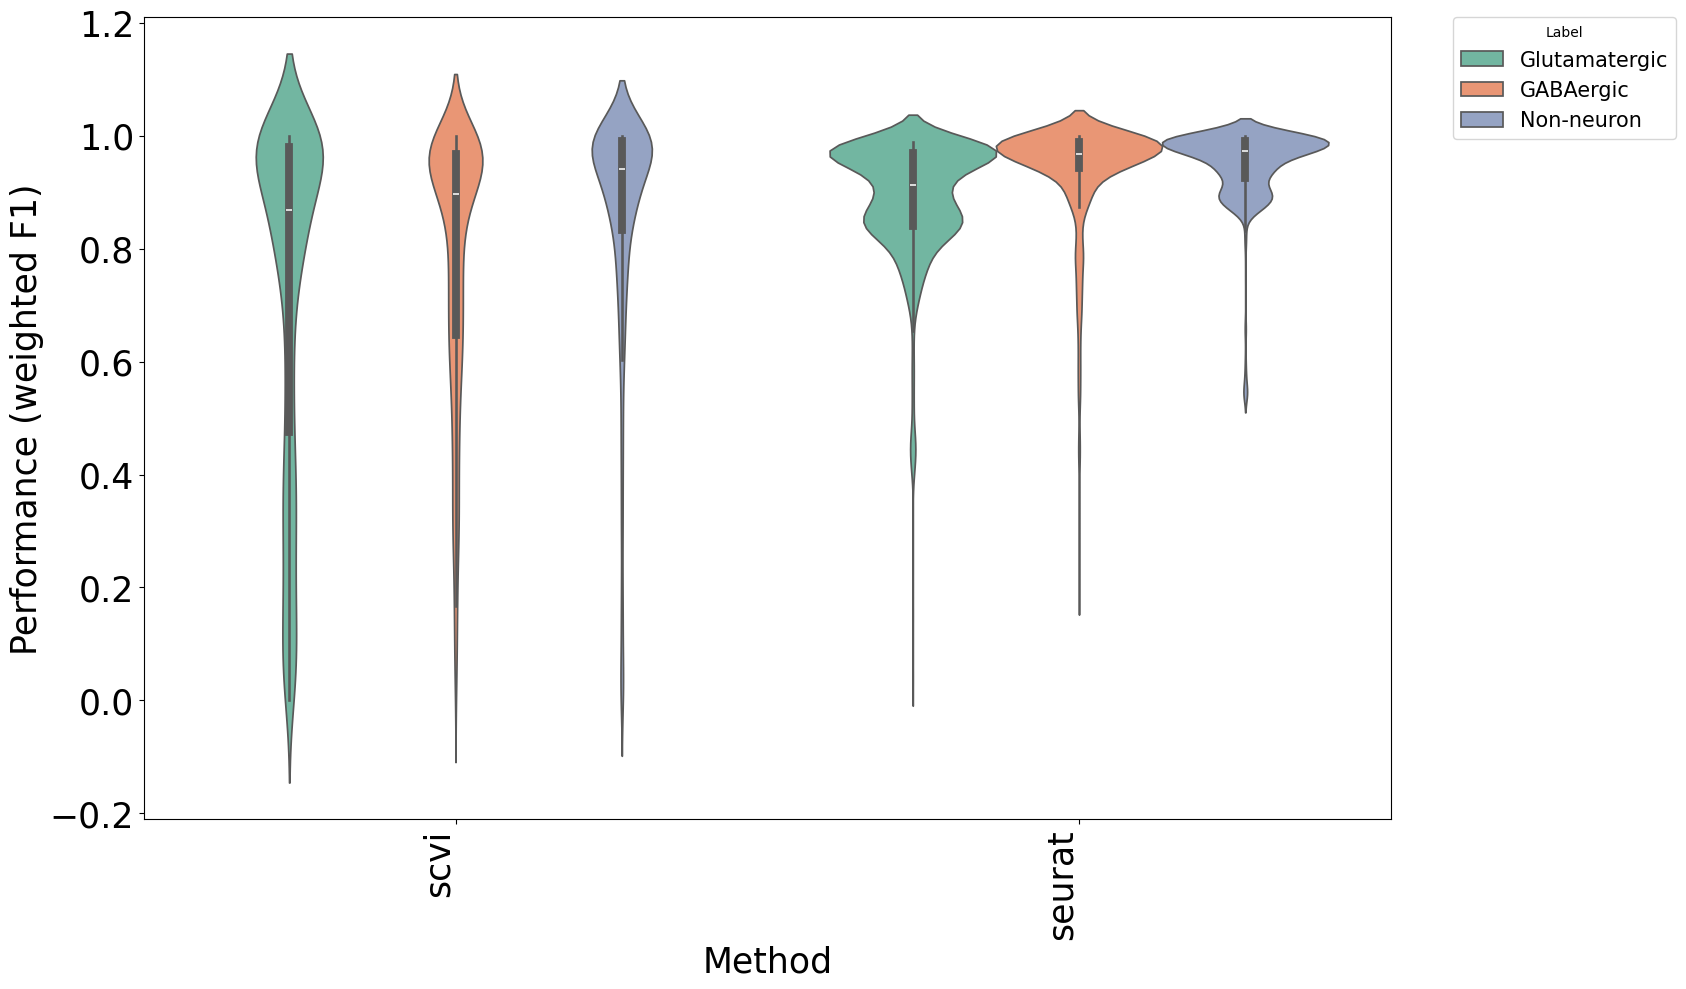 Performance (weighted F1)
1.2
1.0
0.8
0.6
0.4
0.2
0.0
−0.2
scvi
seurat
Method
Label
Glutamatergic
GABAergic
Non-neuron